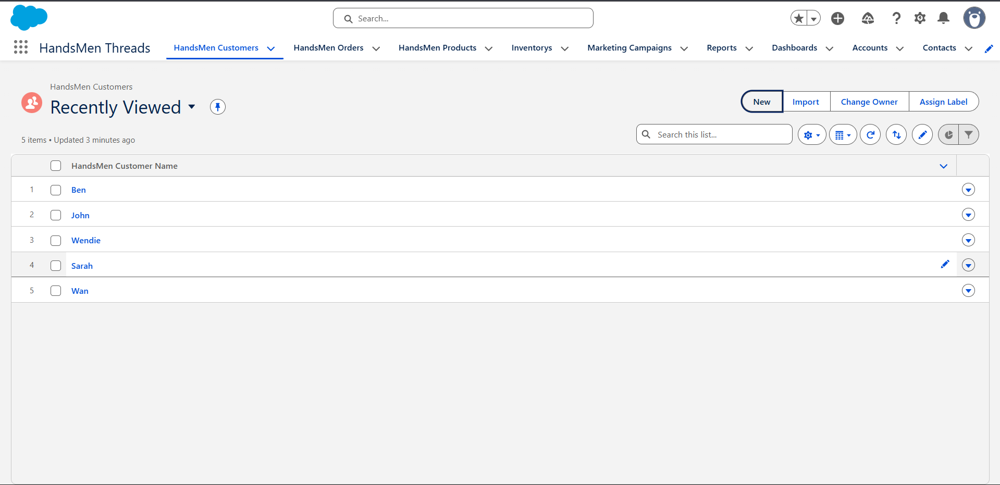 Search...
HandsMen Threads
HandsMen Customers
HandsMen Orders
HandsMen Products
Inventorys
Marketing Campaigns
Reports
Dashboards
Accounts
Contacts
HandsMen Customers
Recently Viewed
New
Import
Change Owner
Assign Label
5 items • Updated 3 minutes ago
Search this list...
HandsMen Customer Name
1 Ben
2 John
3 Wendie
4 Sarah
5 Wan